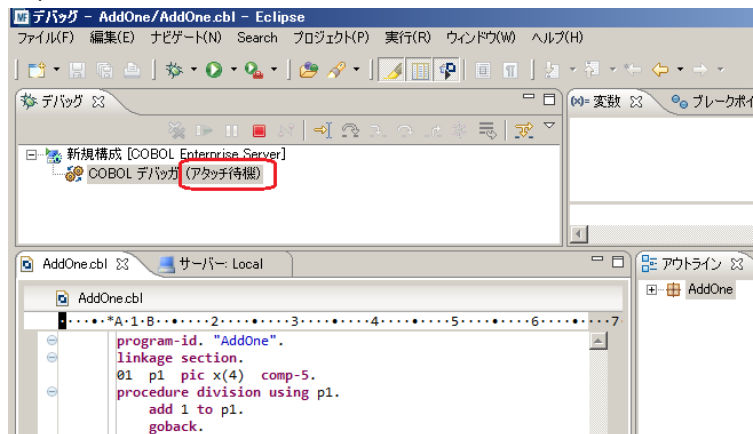 デバッグ - AddOne/AddOne.cbl - Eclipse
ファイル(F) 編集(E) ナビゲート(N) Search プロジェクト(P) 実行(R) ウィンドウ(W) ヘルプ(H)
デバッグ
変数 ブレークポイ
新規構成 [COBOL Enterprise Server]
COBOL デバッガ (アタッチ待機)
AddOne.cbl サーバー: Local
アウトライン
AddOne.cbl
AddOne
*A·1·B··•····2····•····3····•····4····•····5····•····6····•····7·
program-id. "AddOne".
linkage section.
01 p1 pic x(4) comp-5.
procedure division using p1.
add 1 to p1.
goback.